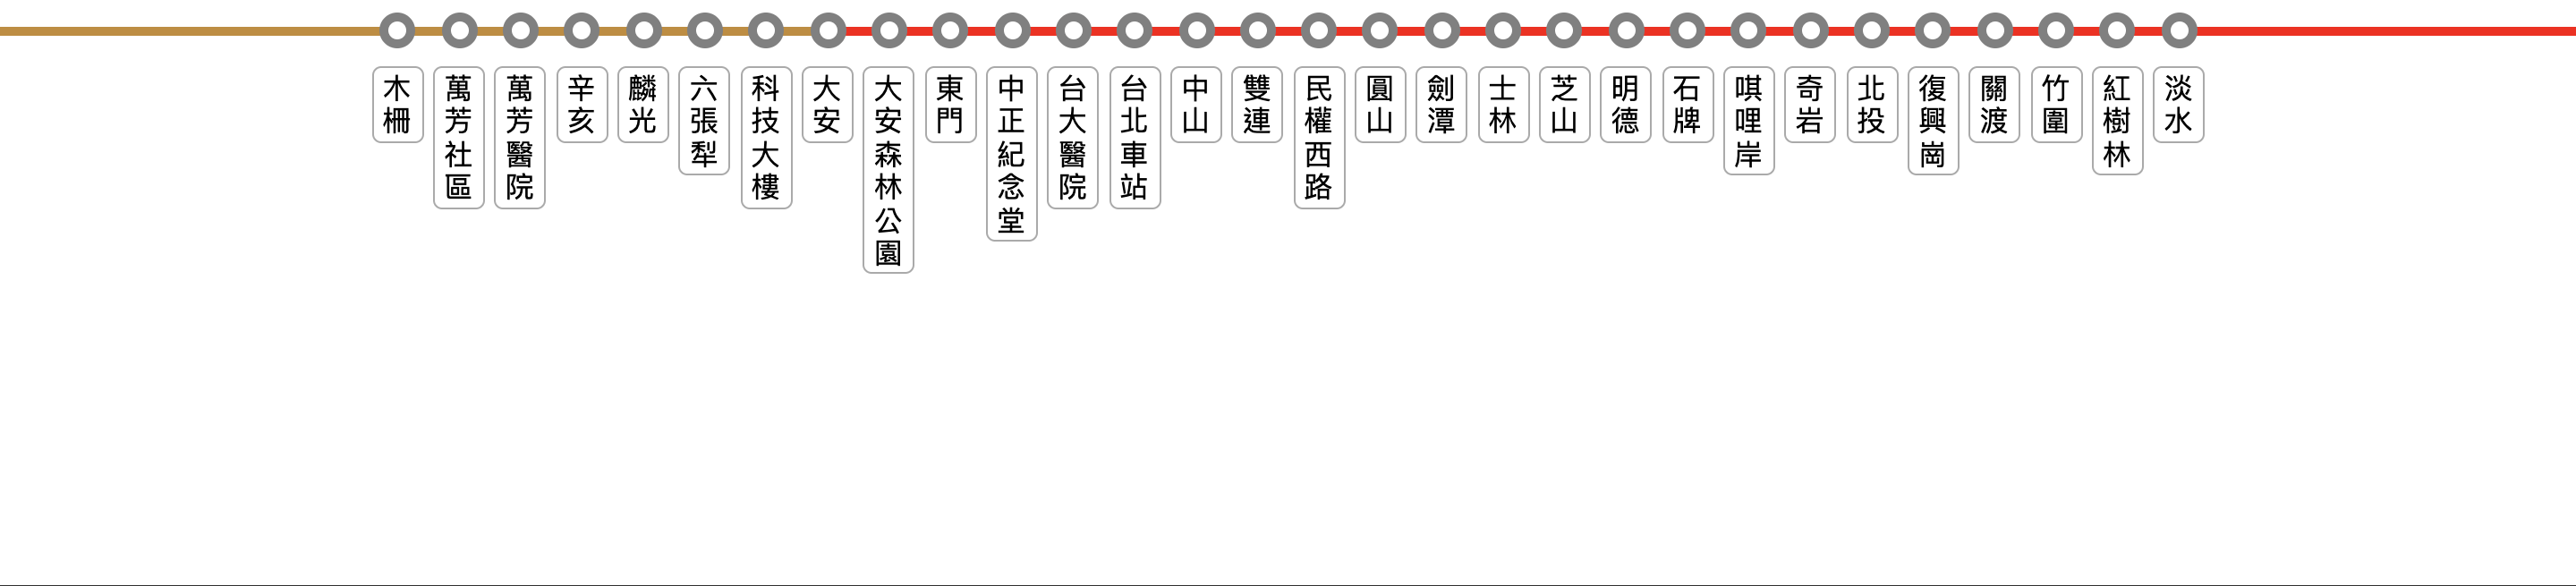 木柵
萬芳社區
萬芳醫院
辛亥
麟光
六張犁
科技大樓
大安
大安森林公園
東門
中正紀念堂
台大醫院
台北車站
中山
雙連
民權西路
圓山
劍潭
士林
芝山
明德
石牌
唭哩岸
奇岩
北投
復興崗
關渡
竹圍
紅樹林
淡水